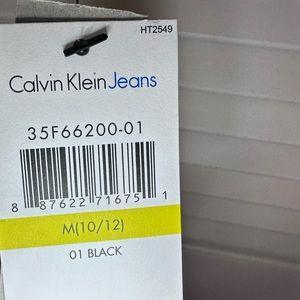 HT2549
Calvin Klein Jeans
35F66200-01
8 87622 71675 1
M(10/12)
01 BLACK